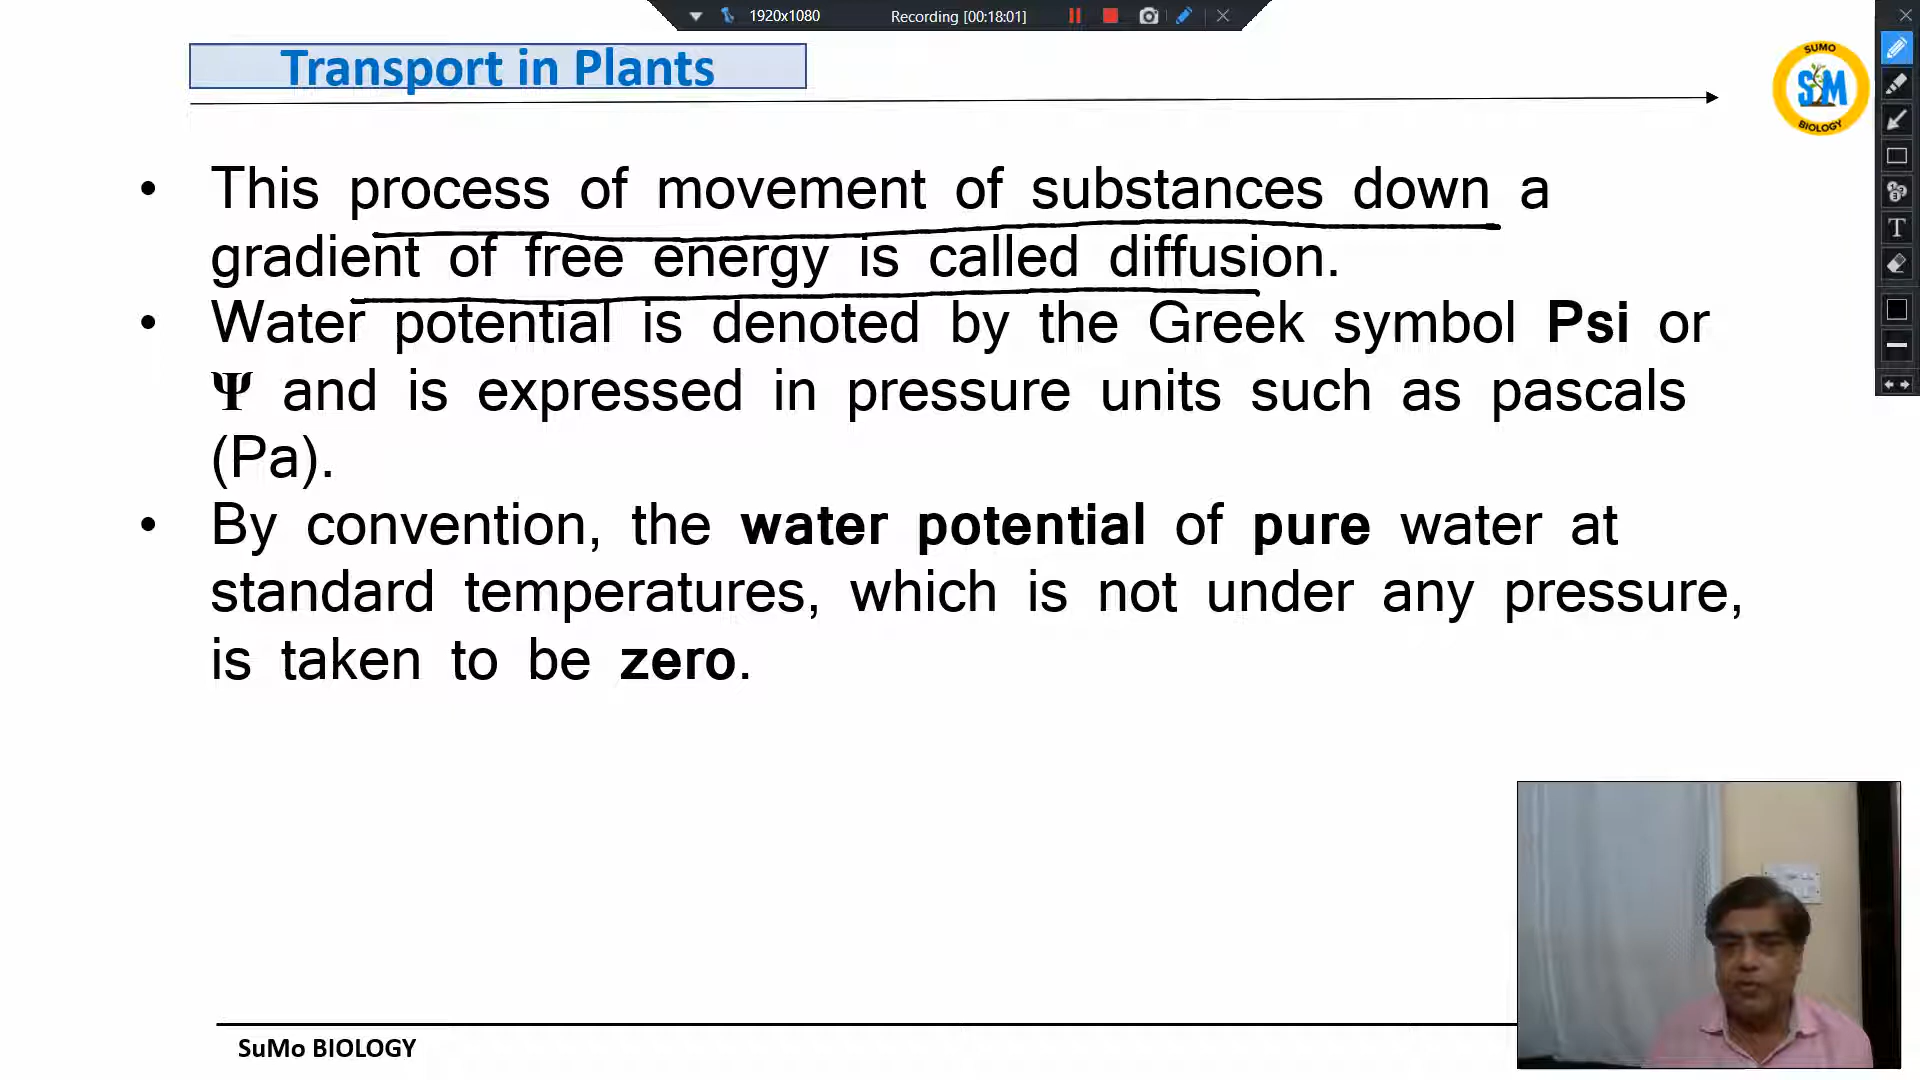 1920x1080 Recording [00:18:01]
Transport in Plants
SUMO
SM
BIOLOGY
• This process of movement of substances down a
gradient of free energy is called diffusion.
• Water potential is denoted by the Greek symbol Psi or
Ψ and is expressed in pressure units such as pascals
(Pa).
• By convention, the water potential of pure water at
standard temperatures, which is not under any pressure,
is taken to be zero.
SuMo BIOLOGY